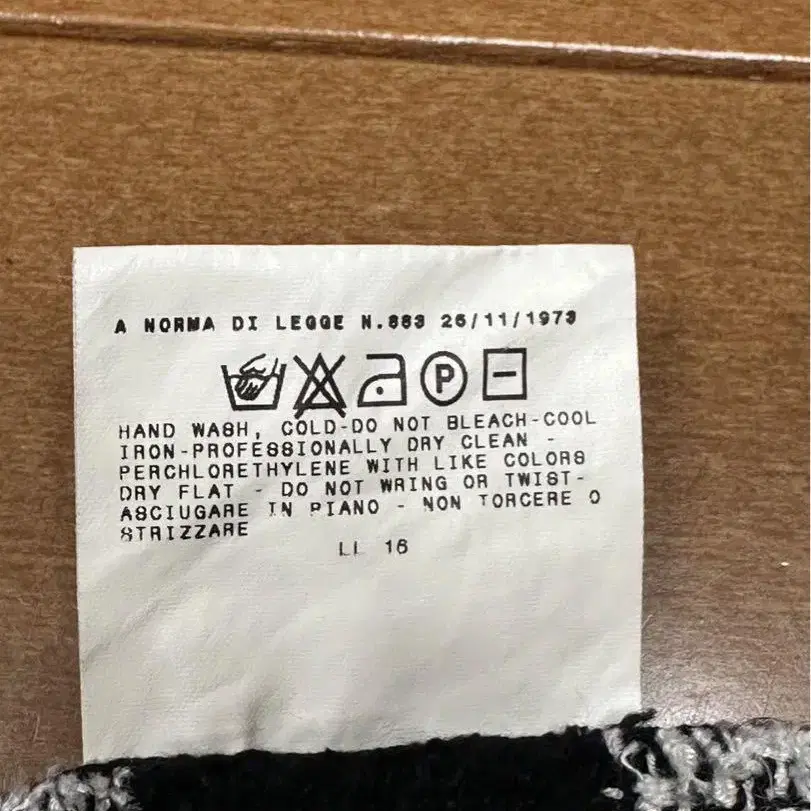 A NORMA DI LEGGE N.883 26/11/1973
P
HAND WASH, COLD-DO NOT BLEACH-COOL
IRON-PROFESSIONALLY DRY CLEAN -
PERCHLORETHYLENE WITH LIKE COLORS
DRY FLAT - DO NOT WRING OR TWIST-
ASCIUGARE IN PIANO - NON TORCERE O
STRIZZARE
LL 16